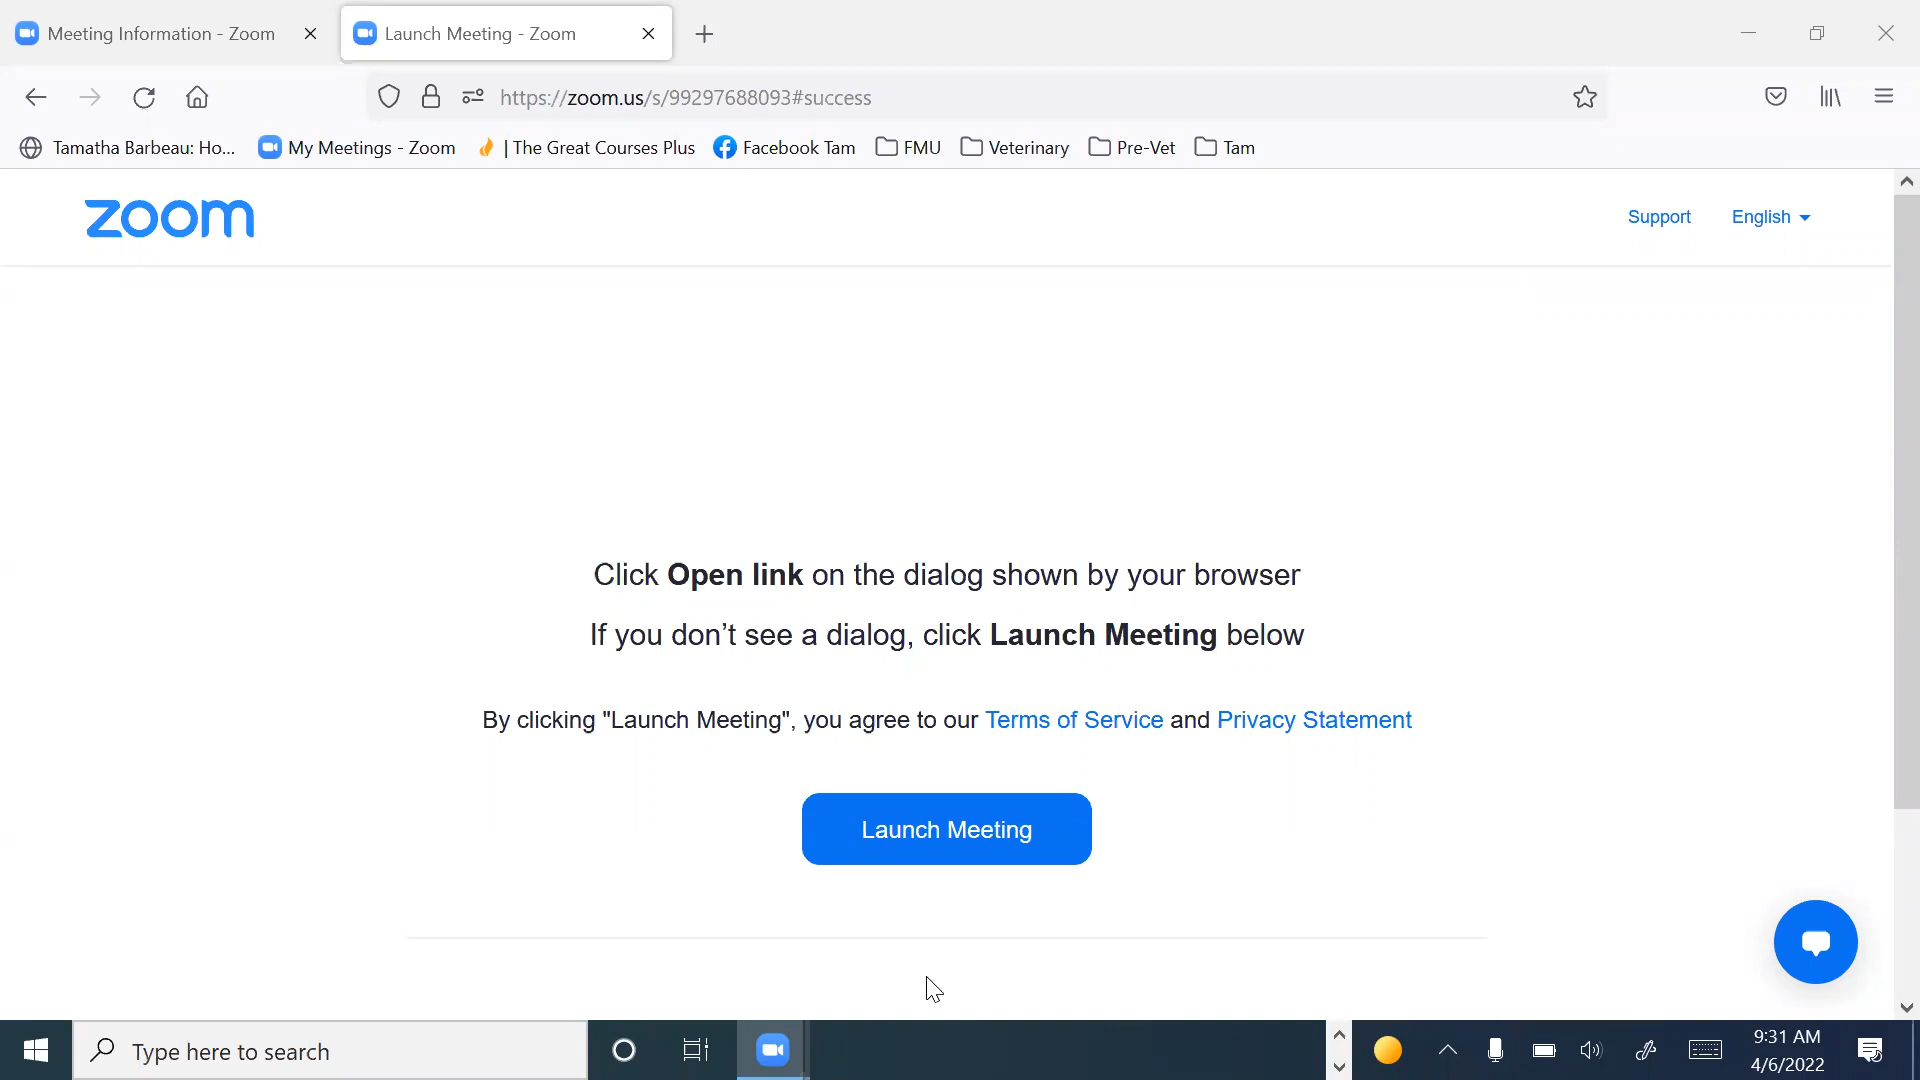 Meeting Information - Zoom
Launch Meeting - Zoom
https://zoom.us/s/99297688093#success
Tamatha Barbeau: Ho...
My Meetings - Zoom
| The Great Courses Plus
Facebook Tam
FMU
Veterinary
Pre-Vet
Tam
zoom
Support
English
Click Open link on the dialog shown by your browser
If you don’t see a dialog, click Launch Meeting below
By clicking "Launch Meeting", you agree to our Terms of Service and Privacy Statement
Launch Meeting
Type here to search
9:31 AM
4/6/2022